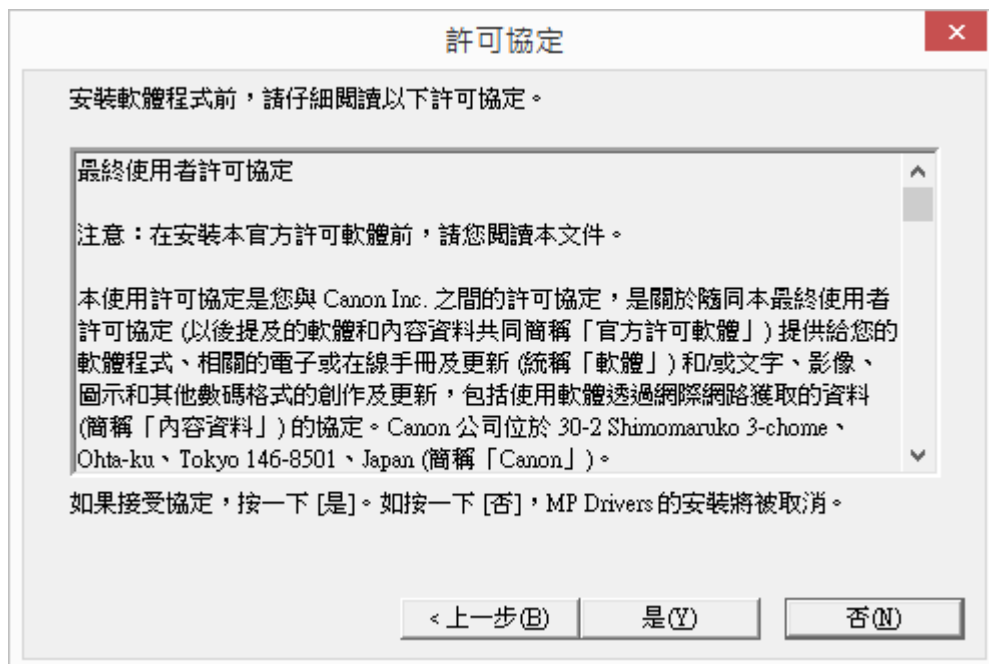 許可協定
安裝軟體程式前，請仔細閱讀以下許可協定。
最終使用者許可協定
注意：在安裝本官方許可軟體前，請您閱讀本文件。
本使用許可協定是您與 Canon Inc. 之間的許可協定，是關於隨同本最終使用者
許可協定 (以後提及的軟體和內容資料共同簡稱「官方許可軟體」) 提供給您的
軟體程式、相關的電子或在線手冊及更新 (統稱「軟體」) 和/或文字、影像、
圖示和其他數碼格式的創作及更新，包括使用軟體透過網際網路獲取的資料
(簡稱「內容資料」) 的協定。Canon 公司位於 30-2 Shimomaruko 3-chome、
Ohta-ku、Tokyo 146-8501、Japan (簡稱「Canon」)。
如果接受協定，按一下 [是]。如按一下 [否]，MP Drivers 的安裝將被取消。
<上一步(B) 是(Y) 否(N)